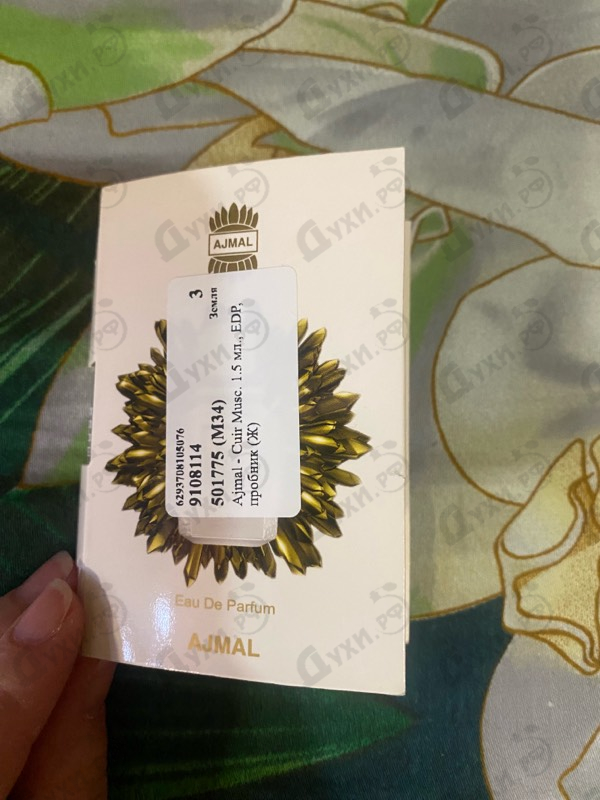 AJMAL
6293708105076
9108114
501775 (M34)
Ajmal - Cuir Musc. 1.5 мл., EDP,
пробник (Ж)
3
Земля
Eau De Parfum
AJMAL
Духи.рф